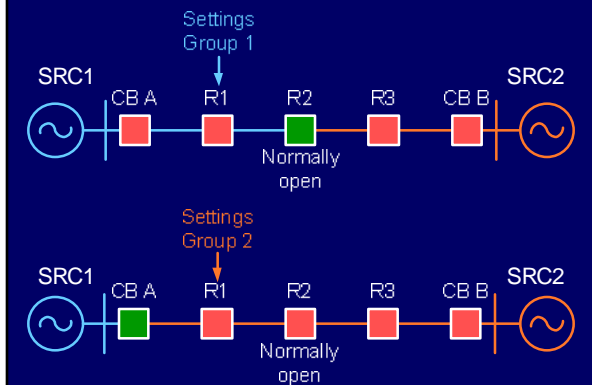 Settings
Group 1
SRC1
SRC2
CB A
R1
R2
R3
CB B
Normally
open
Settings
Group 2
SRC1
SRC2
CB A
R1
R2
R3
CB B
Normally
open